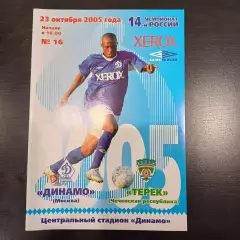 23 октября 2005 года
Начало
в 16-00
№ 16
14 ЧЕМПИОНАТ
РОССИИ
XEROX
XEROX
05
«ДИНАМО»
(Москва)
«ТЕРЕК»
(Чеченская республика)
Центральный стадион «Динамо»